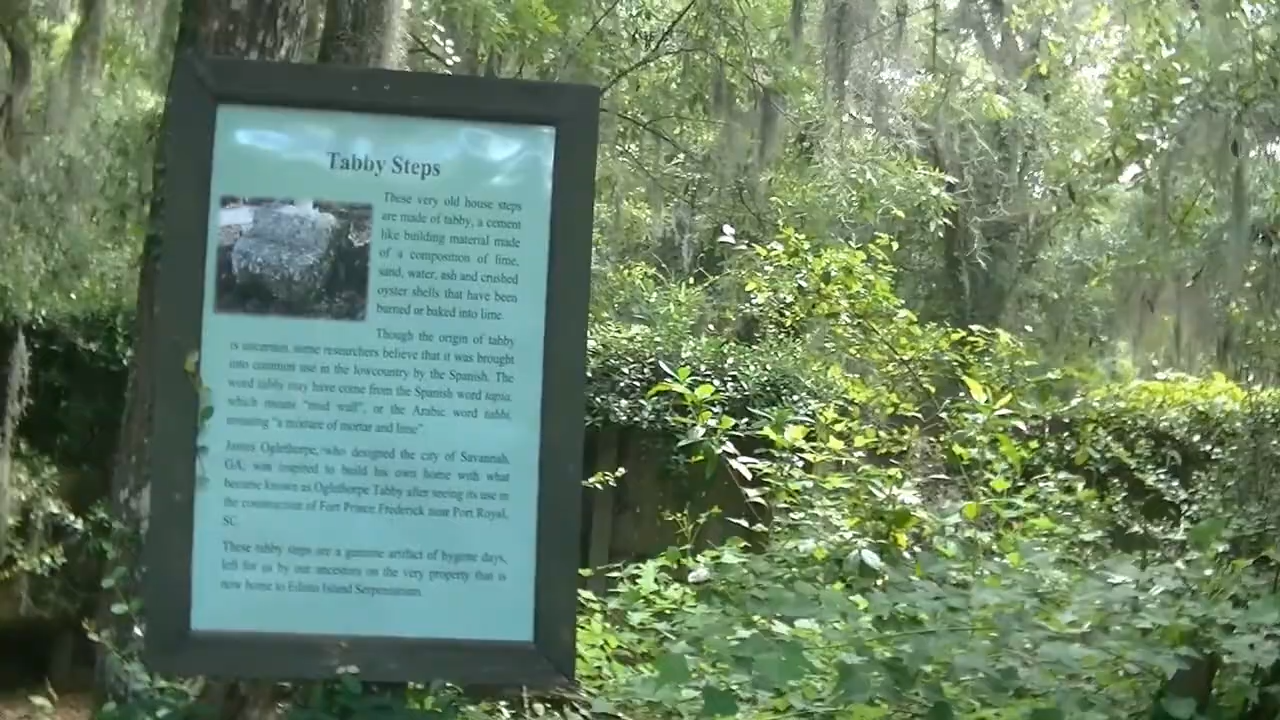 Tabby Steps
These very old house steps
are made of tabby, a cement
like building material made
of a composition of lime,
sand, water, ash and crushed
oyster shells that have been
burned or baked into lime.
Though the origin of tabby
is uncertain, some researchers believe that it was brought
into common use in the lowcountry by the Spanish. The
word tabby may have come from the Spanish word tapia,
which means "mud wall", or the Arabic word tabbi,
meaning "a mixture of mortar and lime".
James Oglethorpe, who designed the city of Savannah,
GA, was inspired to build his own home with what
became known as Oglethorpe Tabby after seeing its use in
the construction of Fort Prince Frederick near Port Royal,
SC.
These tabby steps are a genuine artifact of bygone days,
left for us by our ancestors on the very property that is
now home to Edisto Island Serpentarium.